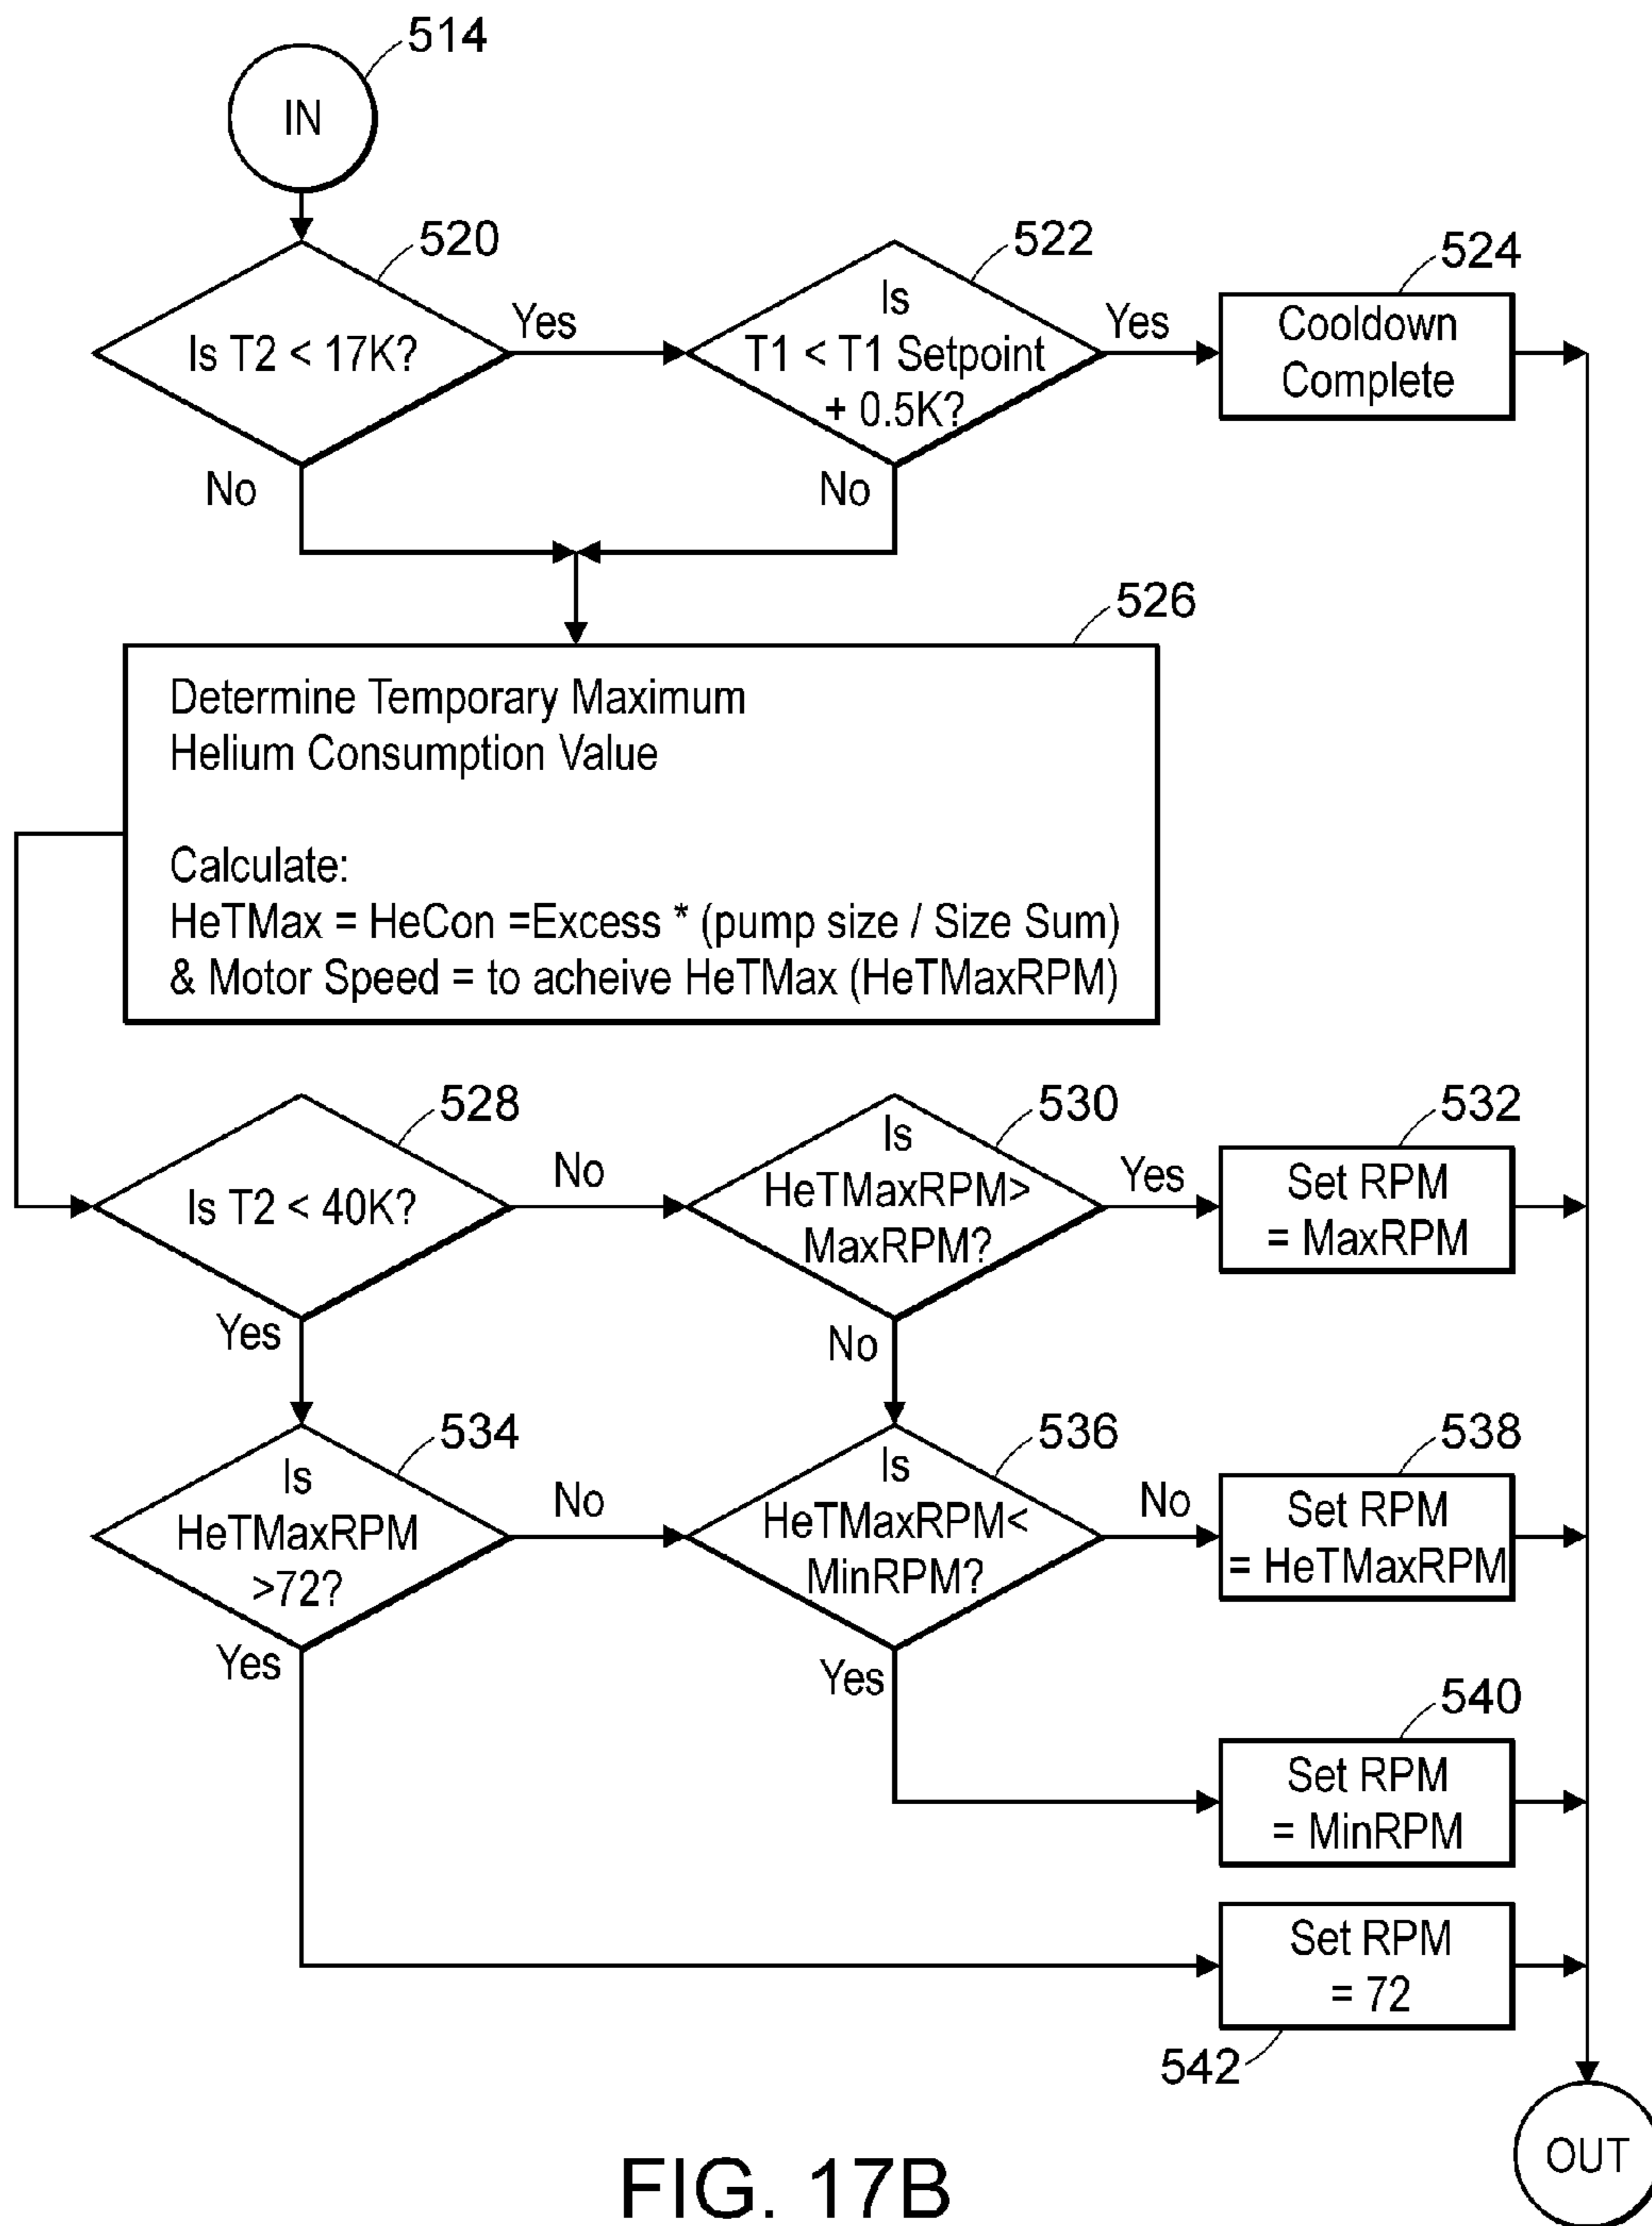 514
IN
520
Is T2 < 17K?
Yes
No
522
Is
T1 < T1 Setpoint
+ 0.5K?
Yes
No
524
Cooldown
Complete
526
Determine Temporary Maximum
Helium Consumption Value
Calculate:
HeTMax = HeCon =Excess * (pump size / Size Sum)
& Motor Speed = to acheive HeTMax (HeTMaxRPM)
528
Is T2 < 40K?
No
Yes
530
Is
HeTMaxRPM>
MaxRPM?
Yes
No
532
Set RPM
= MaxRPM
534
Is
HeTMaxRPM
>72?
No
Yes
536
Is
HeTMaxRPM<
MinRPM?
No
Yes
538
Set RPM
= HeTMaxRPM
540
Set RPM
= MinRPM
Set RPM
= 72
542
OUT
FIG. 17B